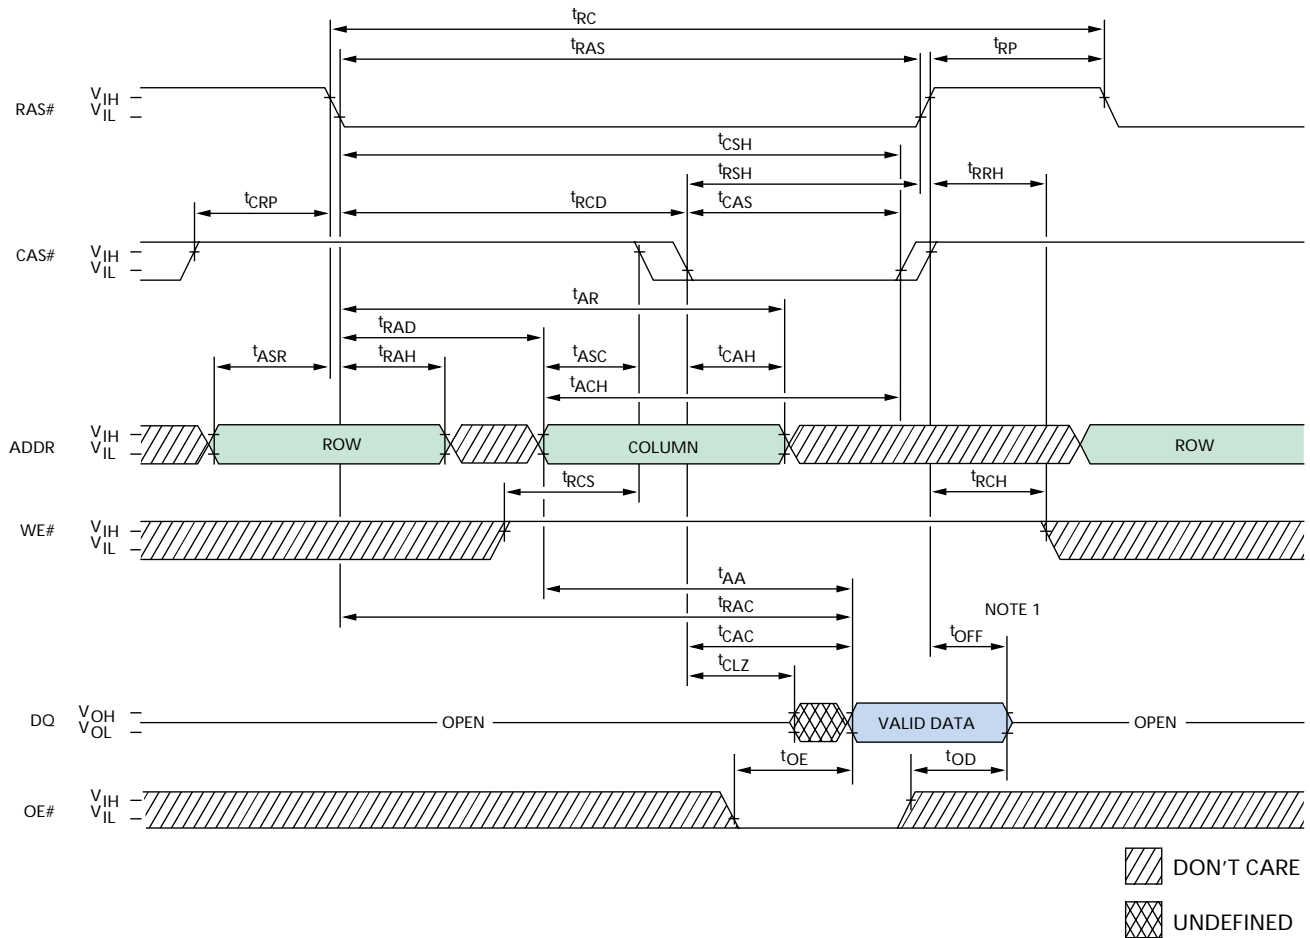 tRC
tRAS
tRP
RAS#
VIH
VIL
tCSH
tRSH
tRRH
tCRP
tRCD
tCAS
CAS#
VIH
VIL
tAR
tRAD
tASR
tRAH
tASC
tCAH
tACH
ADDR
VIH
VIL
ROW
COLUMN
ROW
tRCS
tRCH
WE#
VIH
VIL
tAA
tRAC
NOTE 1
tCAC
tOFF
tCLZ
DQ
VOH
VOL
OPEN
VALID DATA
OPEN
tOE
tOD
OE#
VIH
VIL
DON'T CARE
UNDEFINED